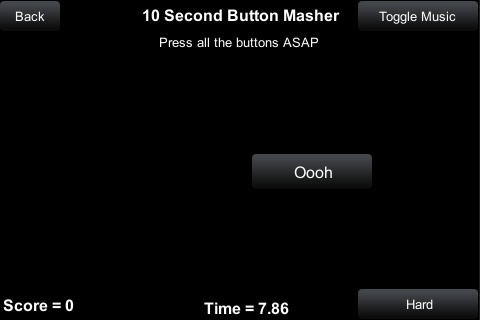 Back
10 Second Button Masher
Toggle Music
Press all the buttons ASAP
Oooh
Score = 0
Time = 7.86
Hard